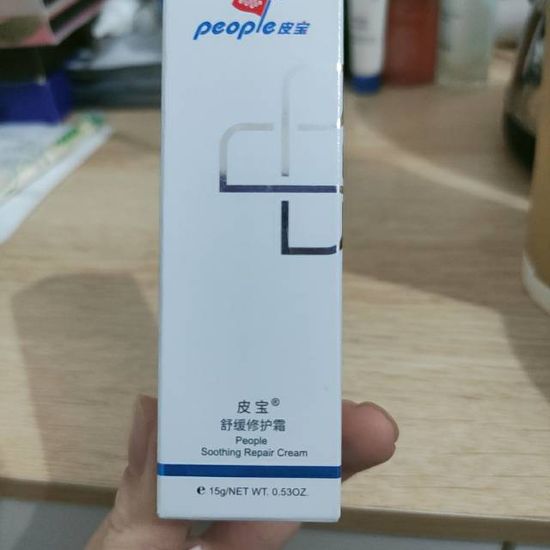 people皮宝
皮宝®
舒缓修护霜
People
Soothing Repair Cream
℮ 15g/NET WT. 0.53OZ.